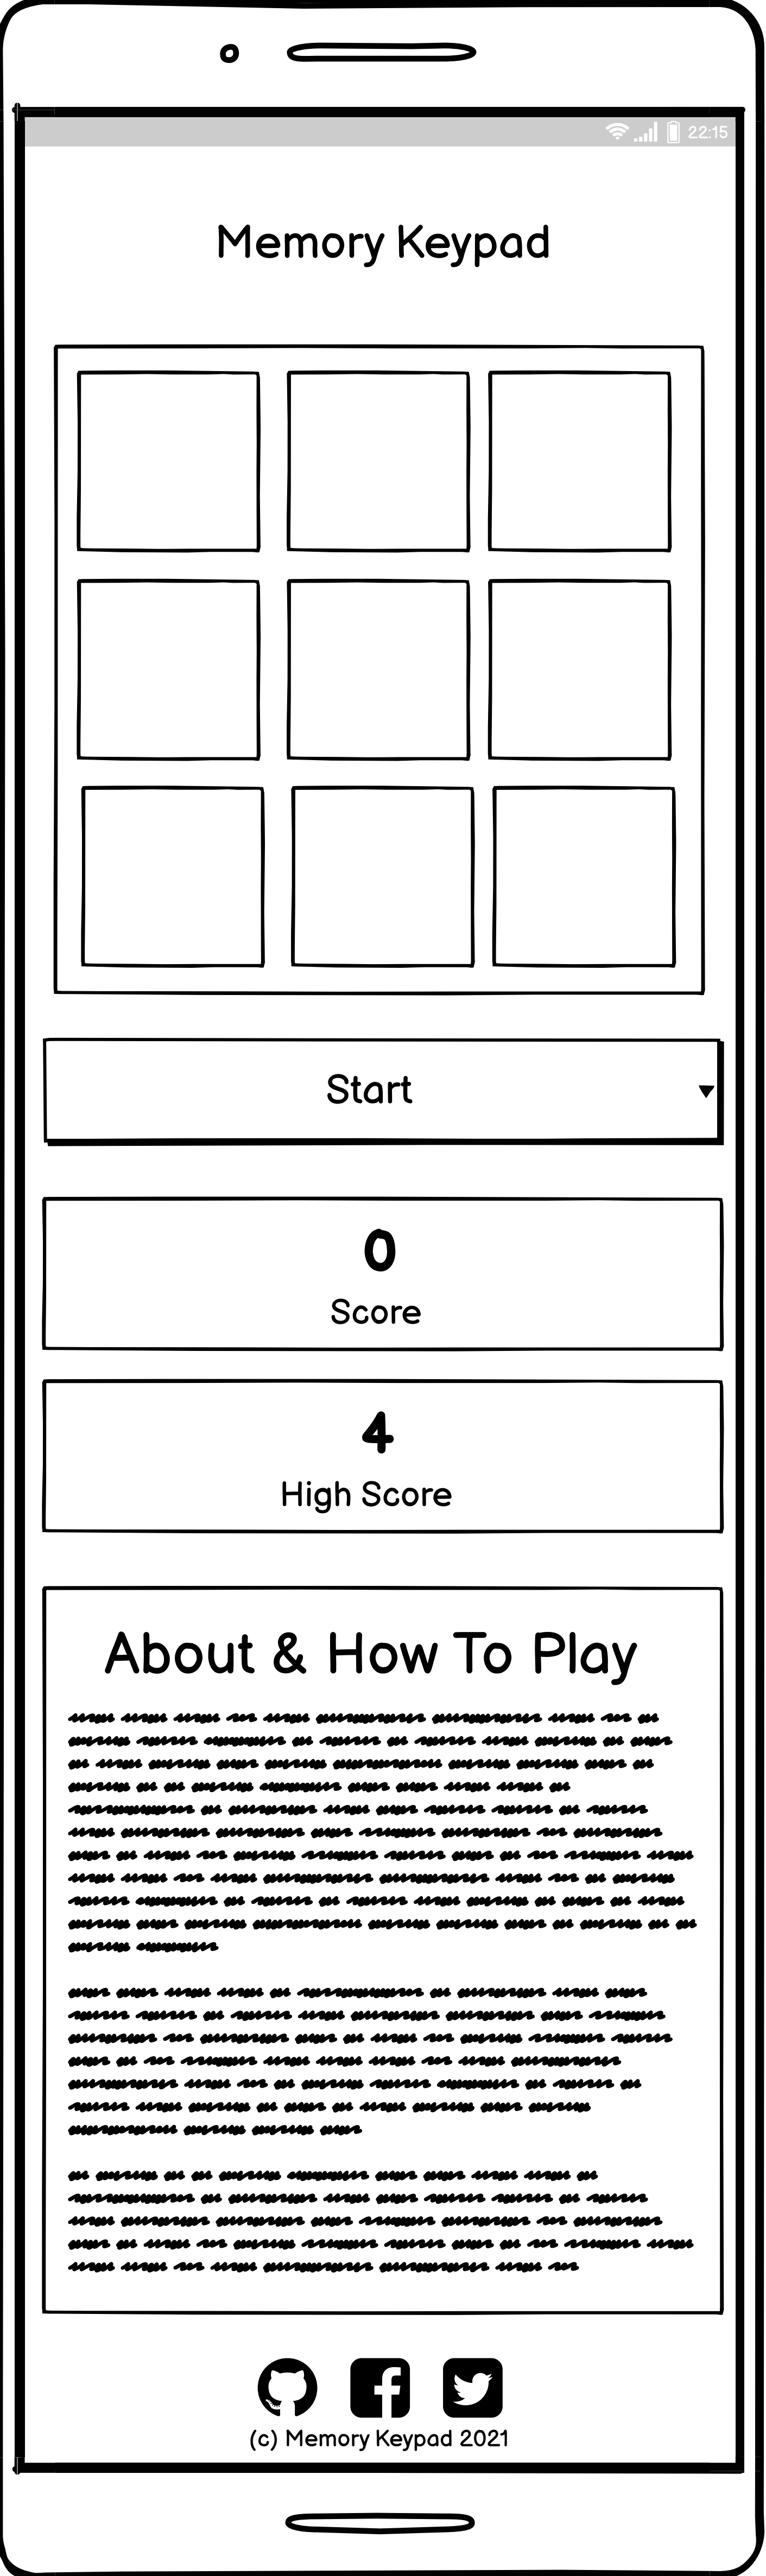 22:15
Memory Keypad
Start
0
Score
4
High Score
About & How To Play
(c) Memory Keypad 2021